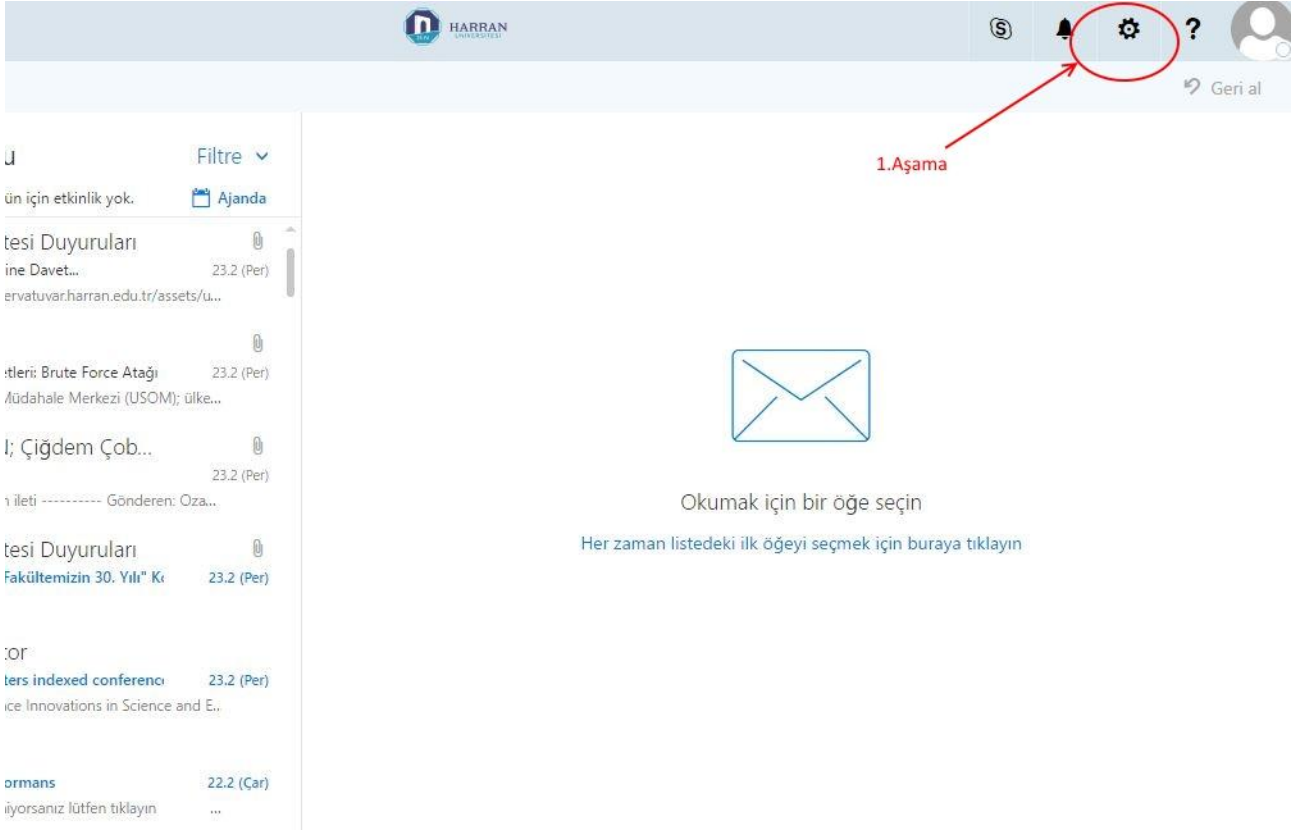 HARRAN
ÜNİVERSİTESİ
?
Geri al
1.Aşama
u
Filtre
ün için etkinlik yok.
Ajanda
tesi Duyuruları
ine Davet...
23.2 (Per)
ervatuvar.harran.edu.tr/assets/u...
etleri: Brute Force Atağı
23.2 (Per)
Müdahale Merkezi (USOM); ülke...
; Çiğdem Çob...
23.2 (Per)
ileti ---------- Gönderen: Oza...
tesi Duyuruları
Fakültemizin 30. Yılı"
23.2 (Per)
tor
ters indexed conferenc
23.2 (Per)
ce Innovations in Science and E..
ormans
22.2 (Çar)
iyorsanız lütfen tıklayın
...
Okumak için bir öğe seçin
Her zaman listedeki ilk öğeyi seçmek için buraya tıklayın